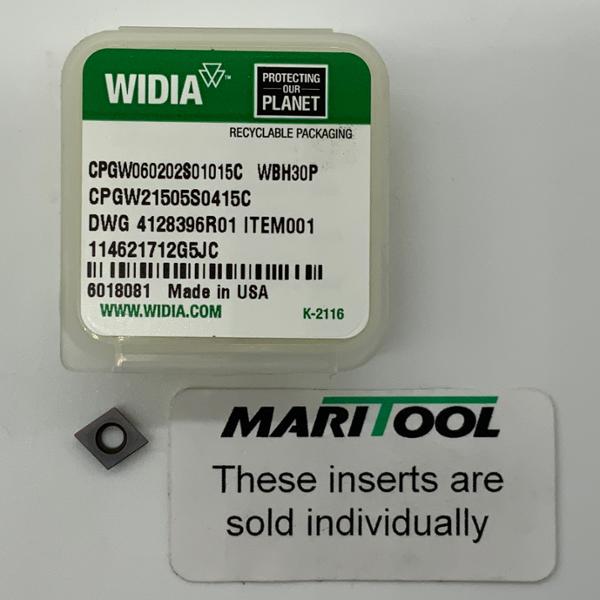 WIDIA™
PROTECTING
OUR
PLANET
RECYCLABLE PACKAGING
CPGW060202S01015C WBH30P
CPGW21505S0415C
DWG 4128396R01 ITEM001
114621712G5JC
6018081 Made in USA
WWW.WIDIA.COM K-2116
MARITOOL
These inserts are
sold individually